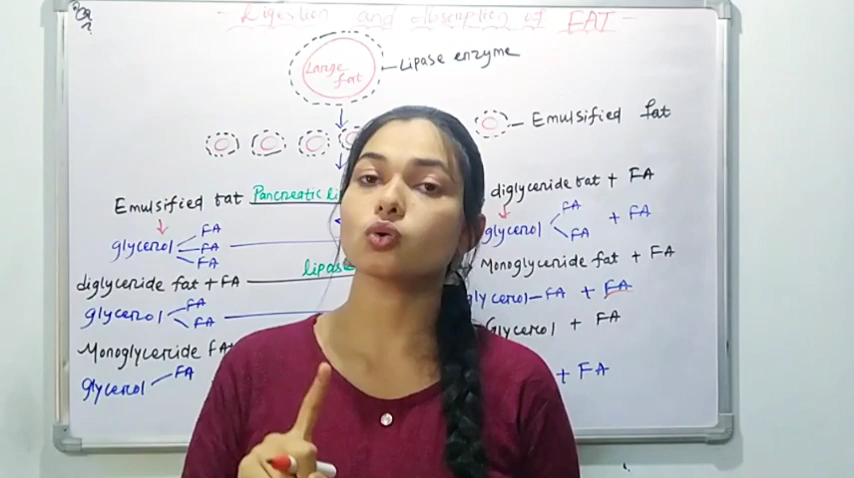 Digestion and absorption of FAT
Large fat
Lipase enzyme
Emulsified fat
Emulsified fat Pancreatic li
diglyceride fat + FA
glycerol FA FA FA
glycerol FA FA + FA
diglyceride fat + FA lipase
Monoglyceride fat + FA
glycerol FA FA
glycerol-FA + FA
Monoglyceride FA
Glycerol + FA
glycerol FA
+ FA